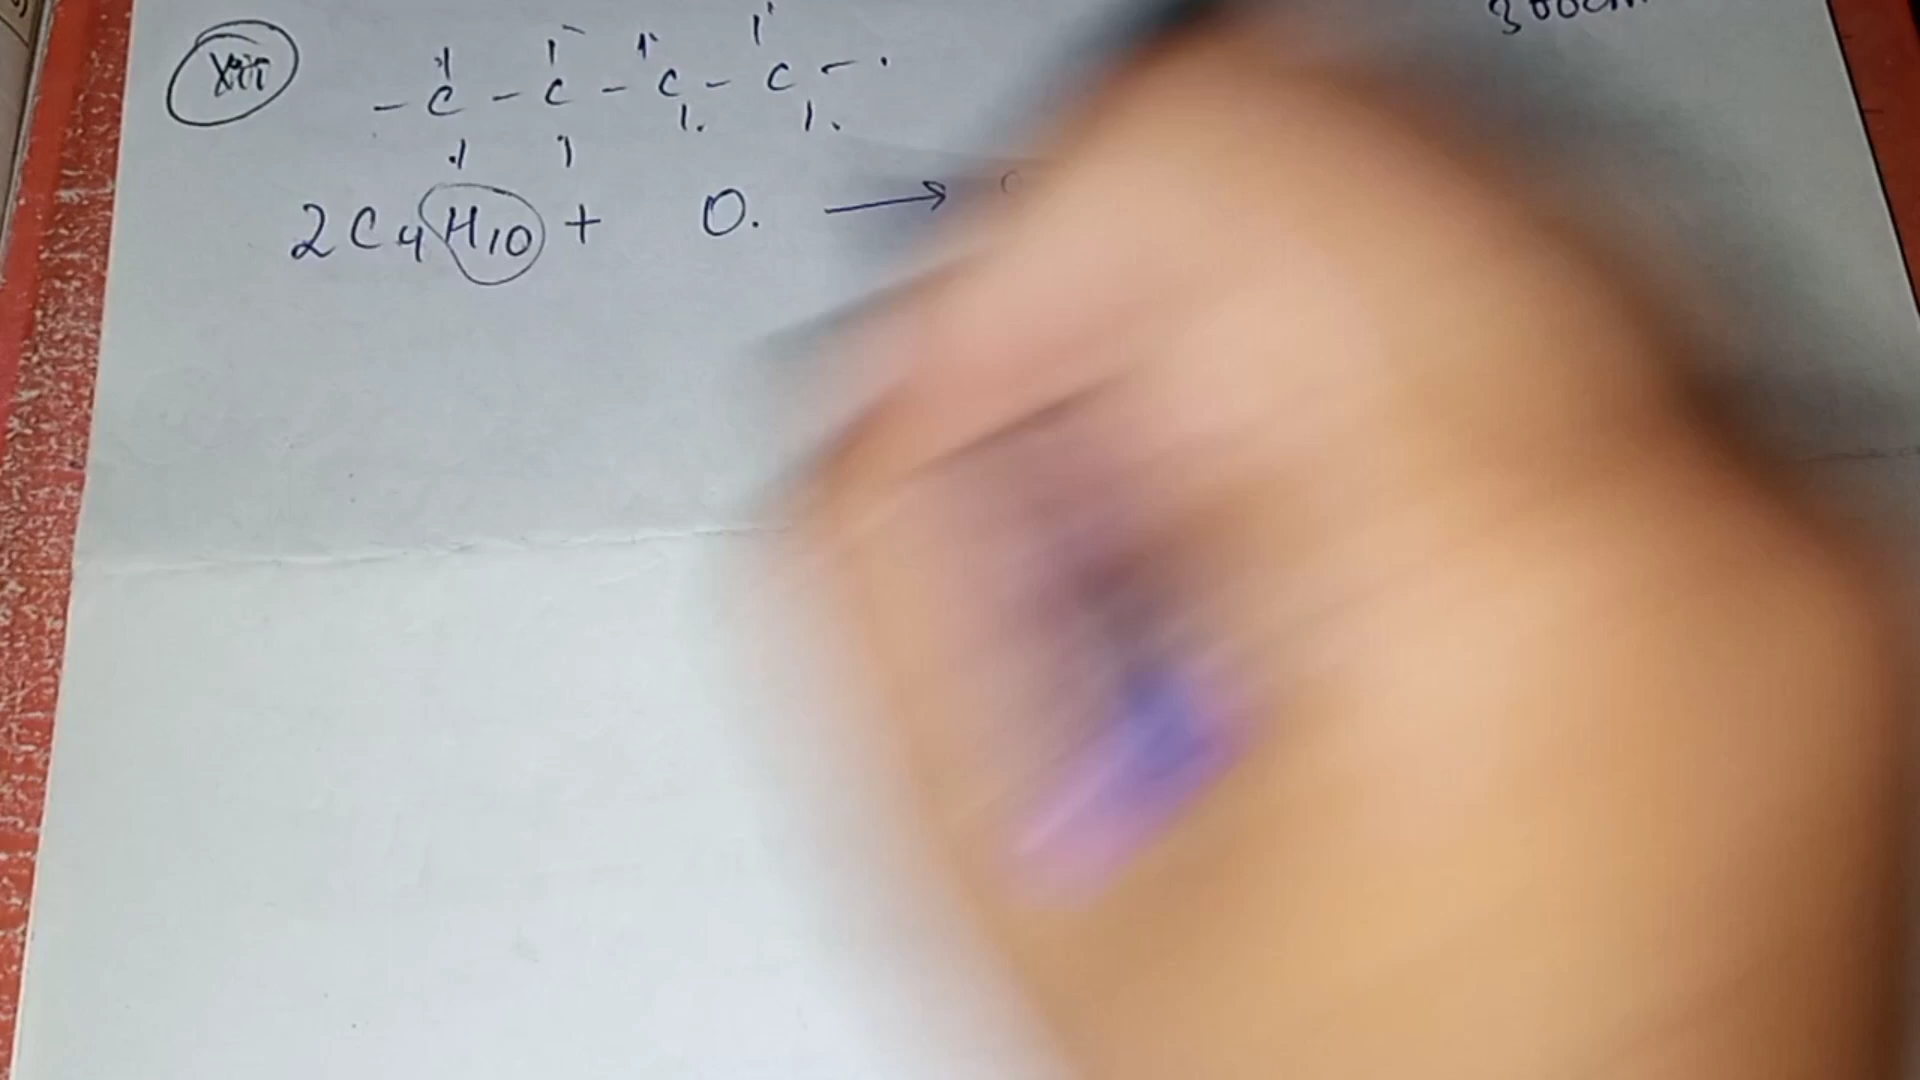 xiii
- C - C - C - C -
2C4H10 + O. →